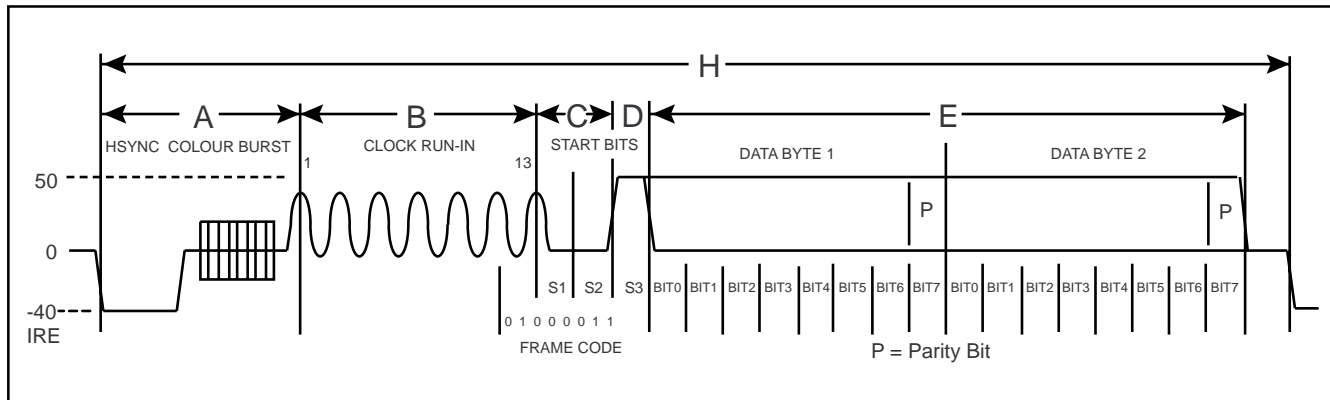 H
A B C D E
HSYNC COLOUR BURST CLOCK RUN-IN START BITS DATA BYTE 1 DATA BYTE 2
1 13
50
P P
0
S1 S2 S3 BIT0 BIT1 BIT2 BIT3 BIT4 BIT5 BIT6 BIT7 BIT0 BIT1 BIT2 BIT3 BIT4 BIT5 BIT6 BIT7
-40
0 1 0 0 0 0 1 1
IRE
FRAME CODE
P = Parity Bit